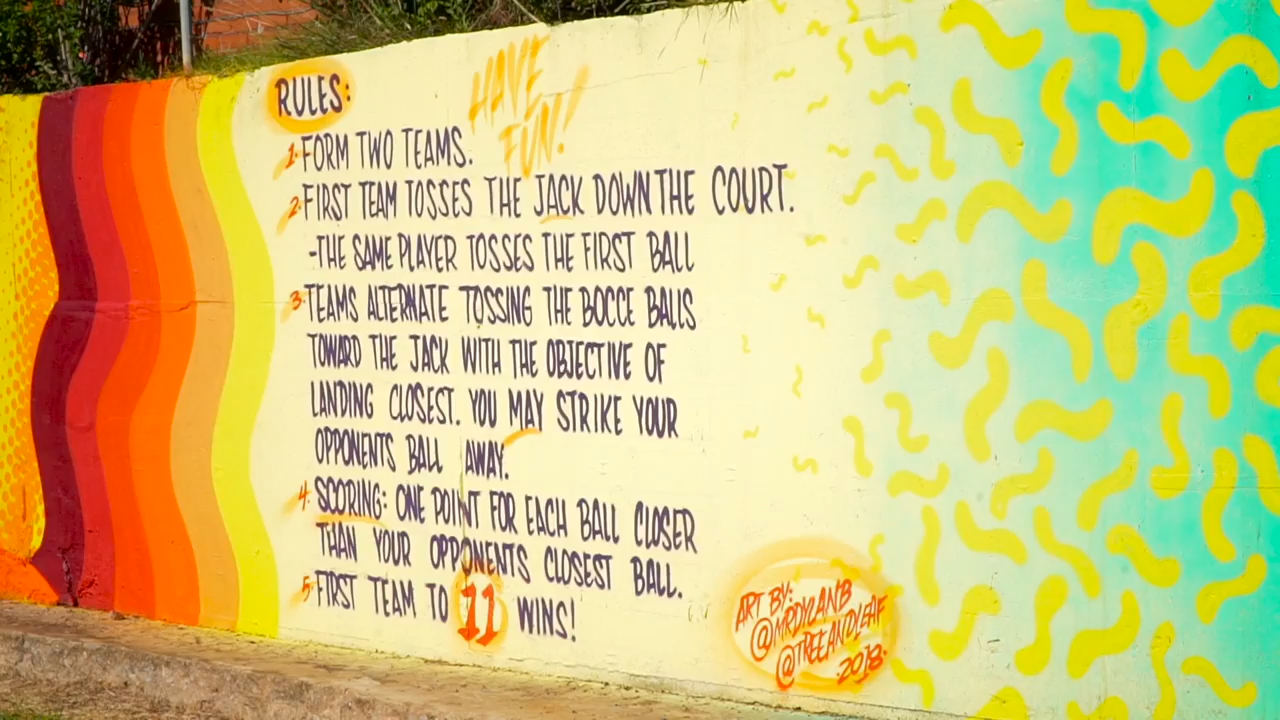 RULES:
HAVE
FUN!
1. FORM TWO TEAMS.
2. FIRST TEAM TOSSES THE JACK DOWN THE COURT.
-THE SAME PLAYER TOSSES THE FIRST BALL
3. TEAMS ALTERNATE TOSSING THE BOCCE BALLS
TOWARD THE JACK WITH THE OBJECTIVE OF
LANDING CLOSEST. YOU MAY STRIKE YOUR
OPPONENTS BALL AWAY.
4. SCORING: ONE POINT FOR EACH BALL CLOSER
THAN YOUR OPPONENTS CLOSEST BALL.
5. FIRST TEAM TO 11 WINS!
ART BY:
@MRDYLANB
@TREEANDLEAF
2018.